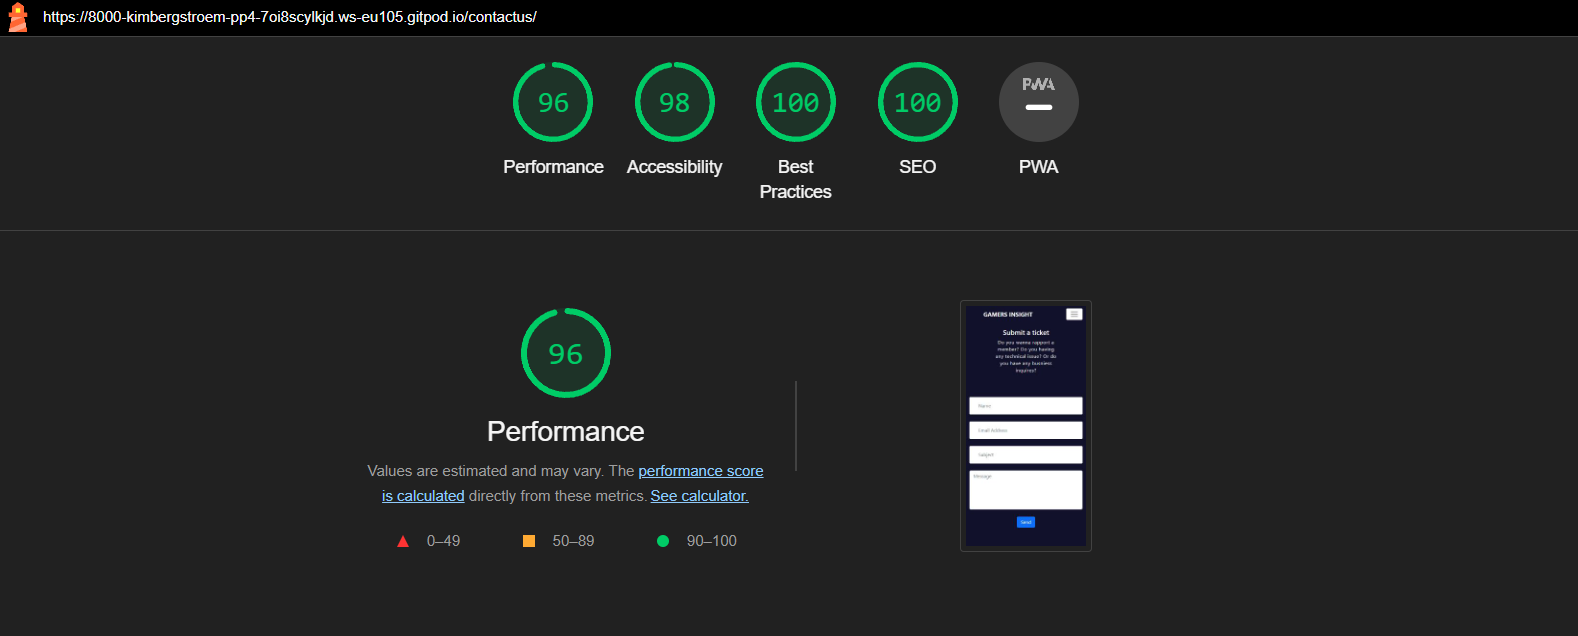 https://8000-kimbergstroem-pp4-7oi8scylkjd.ws-eu105.gitpod.io/contactus/
96
98
100
100
PWA
Performance
Accessibility
Best
Practices
SEO
PWA
96
Performance
Values are estimated and may vary. The performance score
is calculated directly from these metrics. See calculator.
0–49
50–89
90–100
GAMERS INSIGHT
Submit a ticket
Do you wanna support a
member? Do you having
any technical issue? Or do
you have any business
inquires?
Name
Email Address
Subject
Message
Send